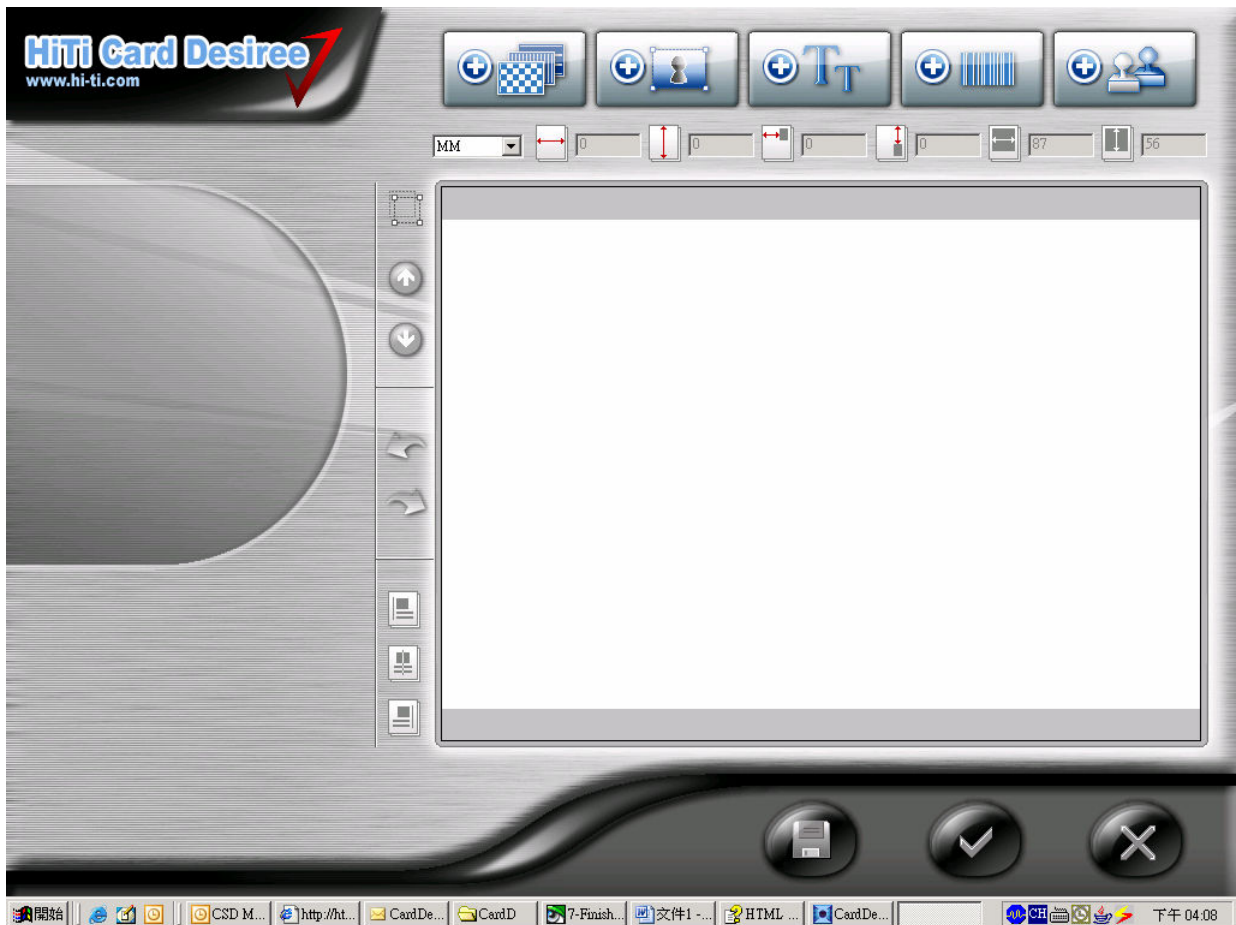 HiTi Card Desiree
www.hi-ti.com
TT
MM 0 0 0 0 87 56
開始 CSD M... http://ht... CardDe... CardD 7-Finish... 文件1 -... HTML ... CardDe... CH 下午 04:08